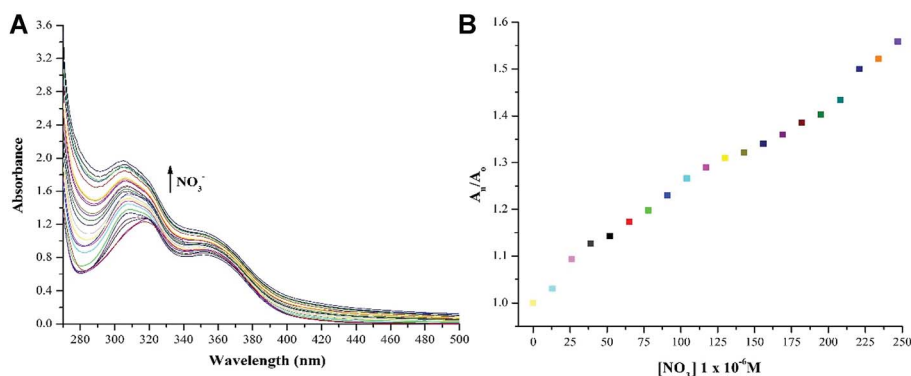 A
3.6
3.2
2.8
2.4
2.0
1.6
1.2
0.8
0.4
0.0
Absorbance
NO₃⁻
280 300 320 340 360 380 400 420 440 460 480 500
Wavelength (nm)
B
1.6
1.5
1.4
1.3
1.2
1.1
1.0
Aₙ/Aₒ
0 25 50 75 100 125 150 175 200 225 250
[NO₃] 1 x 10⁻⁶M